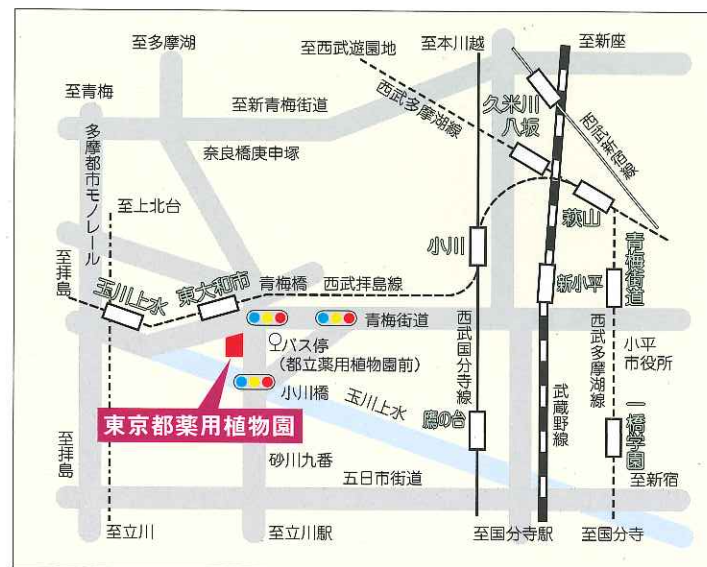 至多摩湖
至西武遊園地
至本川越
至新座
至青梅
至新青梅街道
西武多摩湖線
久米川
八坂
西武新宿線
多摩都市モノレール
奈良橋庚申塚
至上北台
萩山
小川
青梅街道
至拝島
玉川上水
東大和市
青梅橋
西武拝島線
新小平
青梅街道
バス停
(都立薬用植物園前)
西武国分寺線
西武多摩湖線
小平
市役所
小川橋
玉川上水
武蔵野線
東京都薬用植物園
鷹の台
一橋学園
至拝島
砂川九番
五日市街道
至新宿
至立川
至立川駅
至国分寺駅
至国分寺